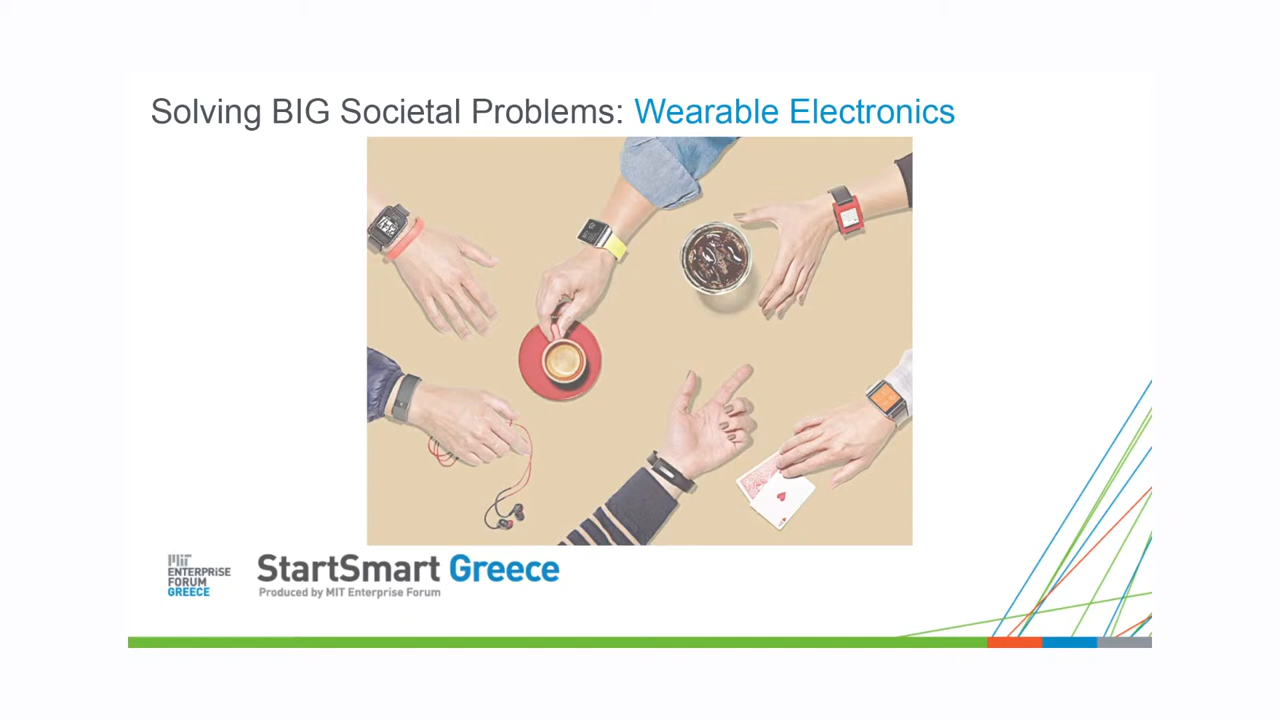 Solving BIG Societal Problems: Wearable Electronics
MIT
ENTERPRISE
FORUM
GREECE
StartSmart Greece
Produced by MIT Enterprise Forum